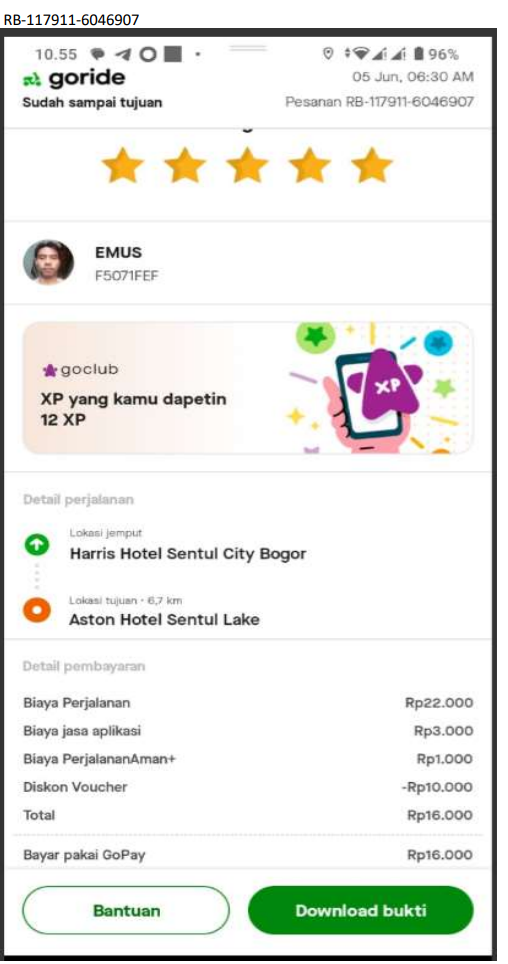 RB-117911-6046907
10.55 96%
goride 05 Jun, 06:30 AM
Sudah sampai tujuan Pesanan RB-117911-6046907
EMUS
F5071FEF
goclub
XP yang kamu dapetin
12 XP
XP
Detail perjalanan
Lokasi jemput
Harris Hotel Sentul City Bogor
Lokasi tujuan • 6,7 km
Aston Hotel Sentul Lake
Detail pembayaran
Biaya Perjalanan Rp22.000
Biaya jasa aplikasi Rp3.000
Biaya PerjalananAman+ Rp1.000
Diskon Voucher -Rp10.000
Total Rp16.000
Bayar pakai GoPay Rp16.000
Bantuan Download bukti